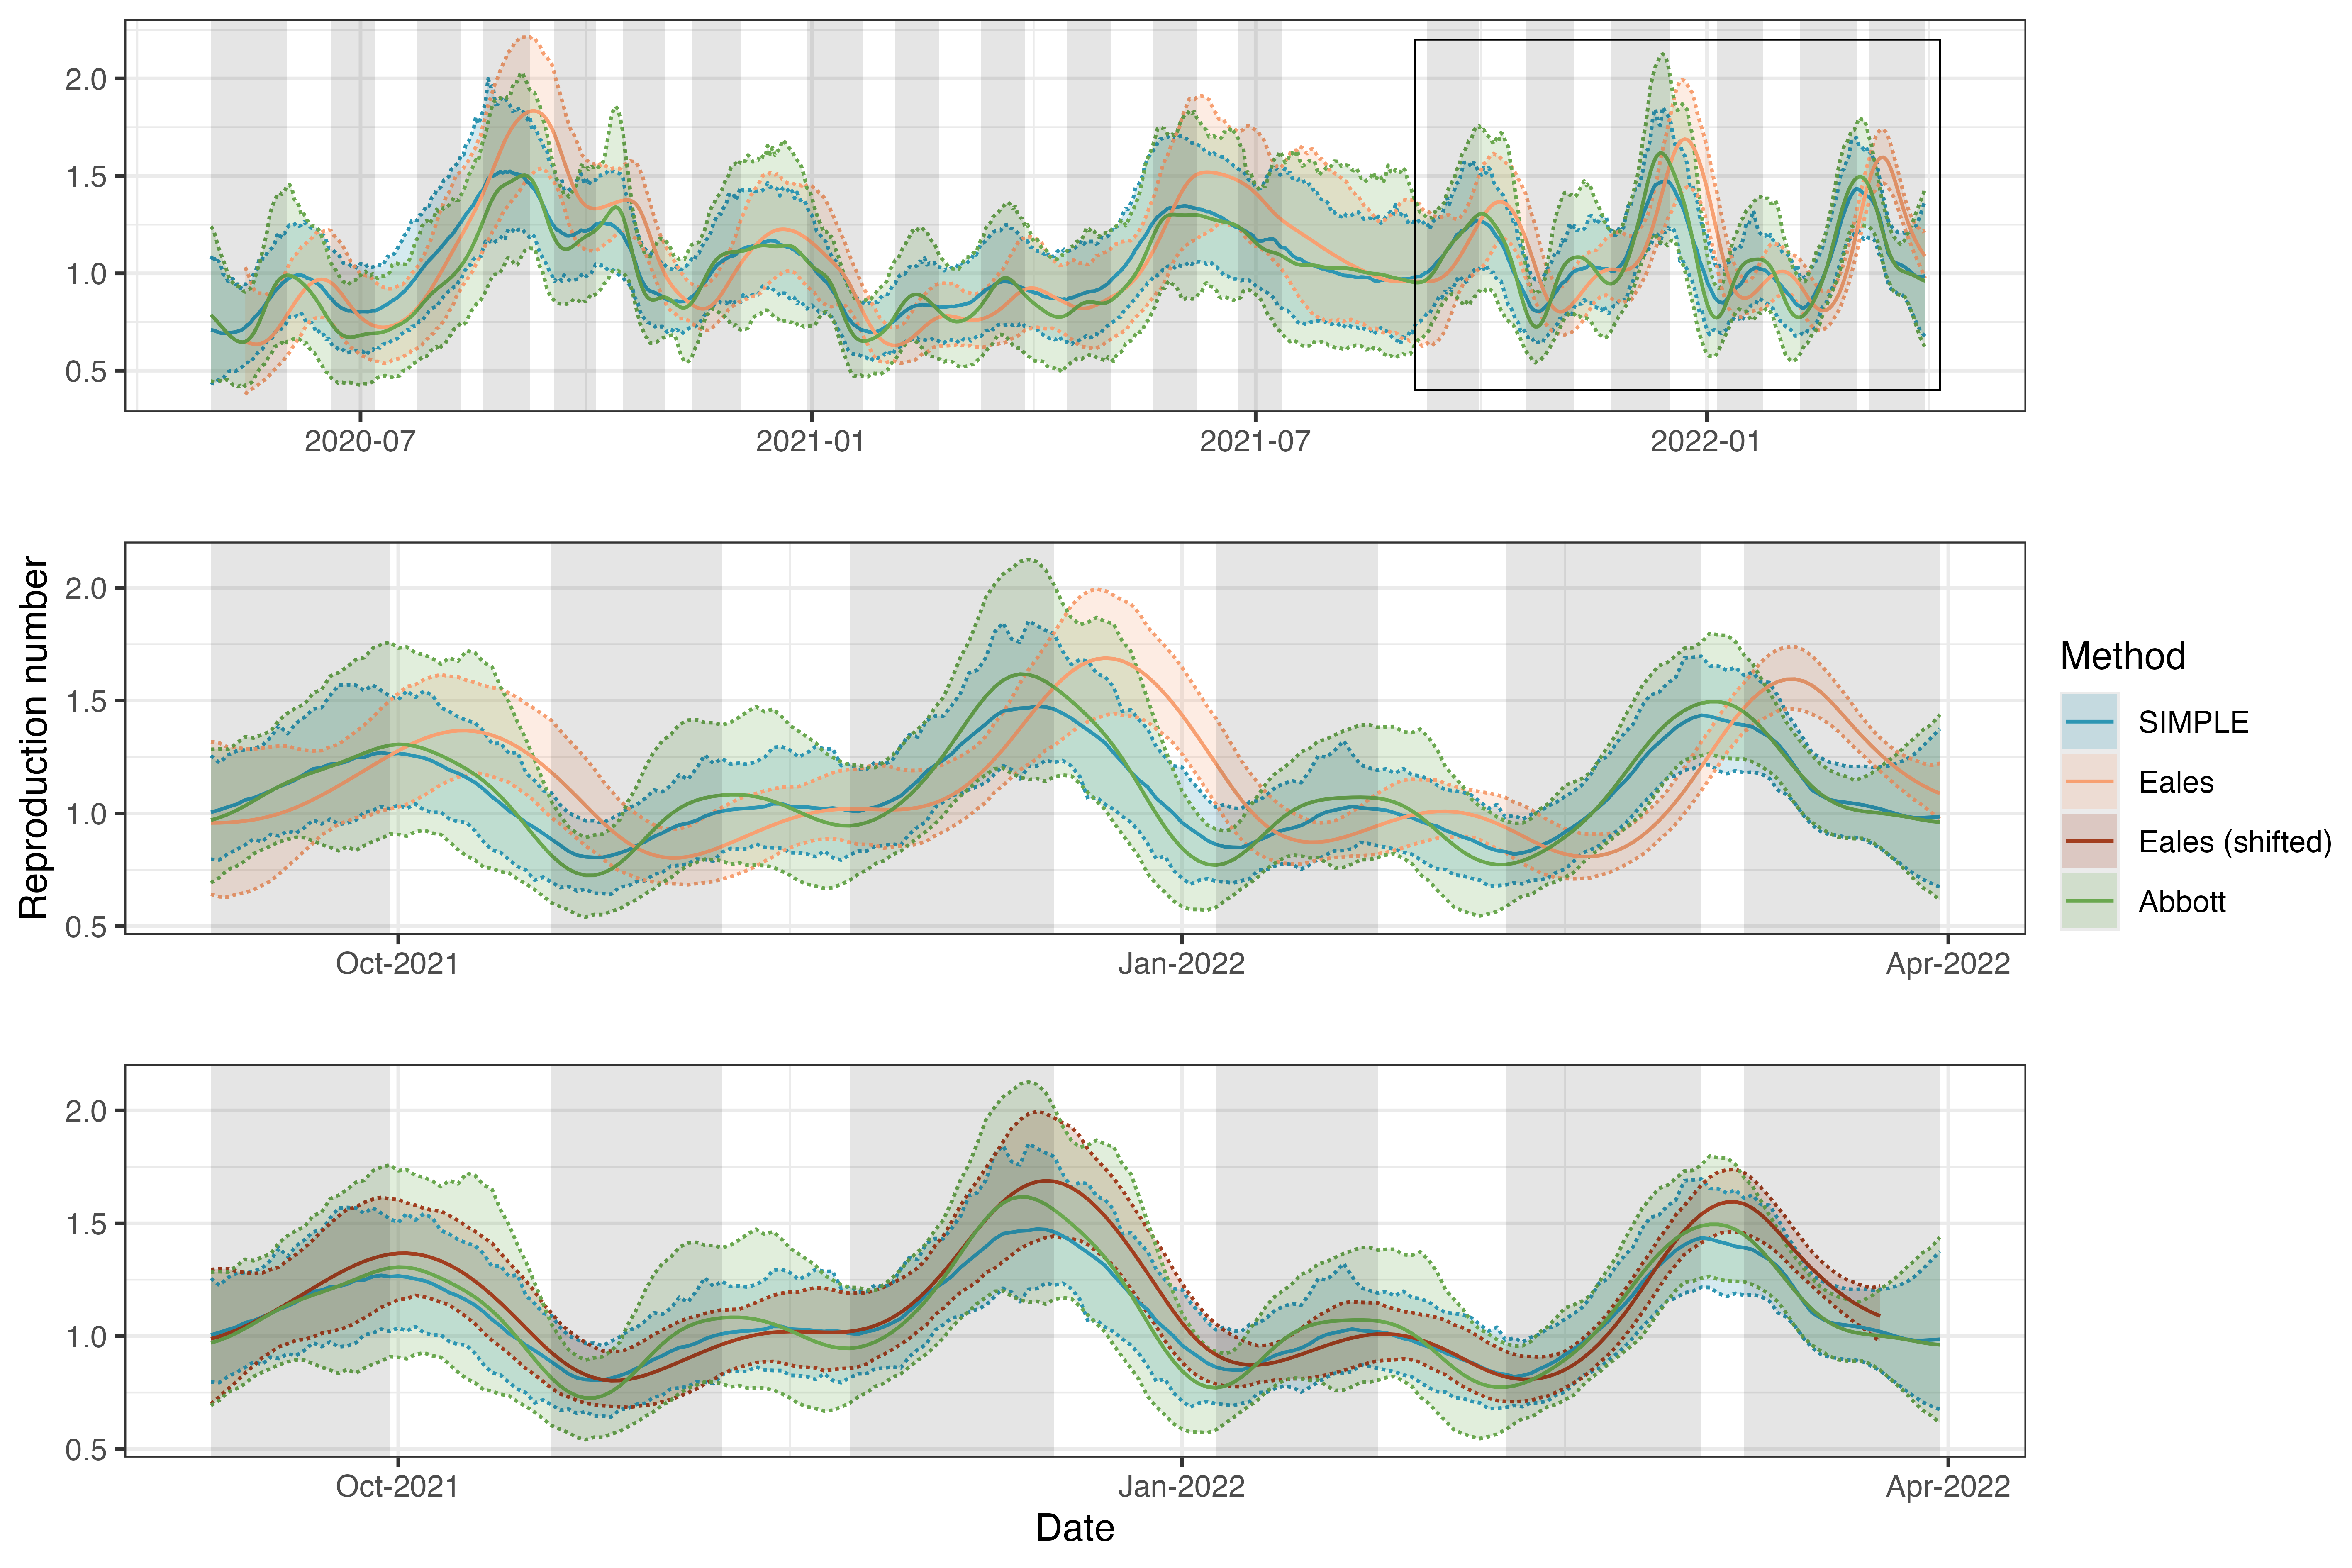 2.0
1.5
1.0
0.5
2020-07 2021-01 2021-07 2022-01
Reproduction number
2.0
1.5
1.0
0.5
Oct-2021 Jan-2022 Apr-2022
Method
SIMPLE
Eales
Eales (shifted)
Abbott
2.0
1.5
1.0
0.5
Oct-2021 Jan-2022 Apr-2022
Date